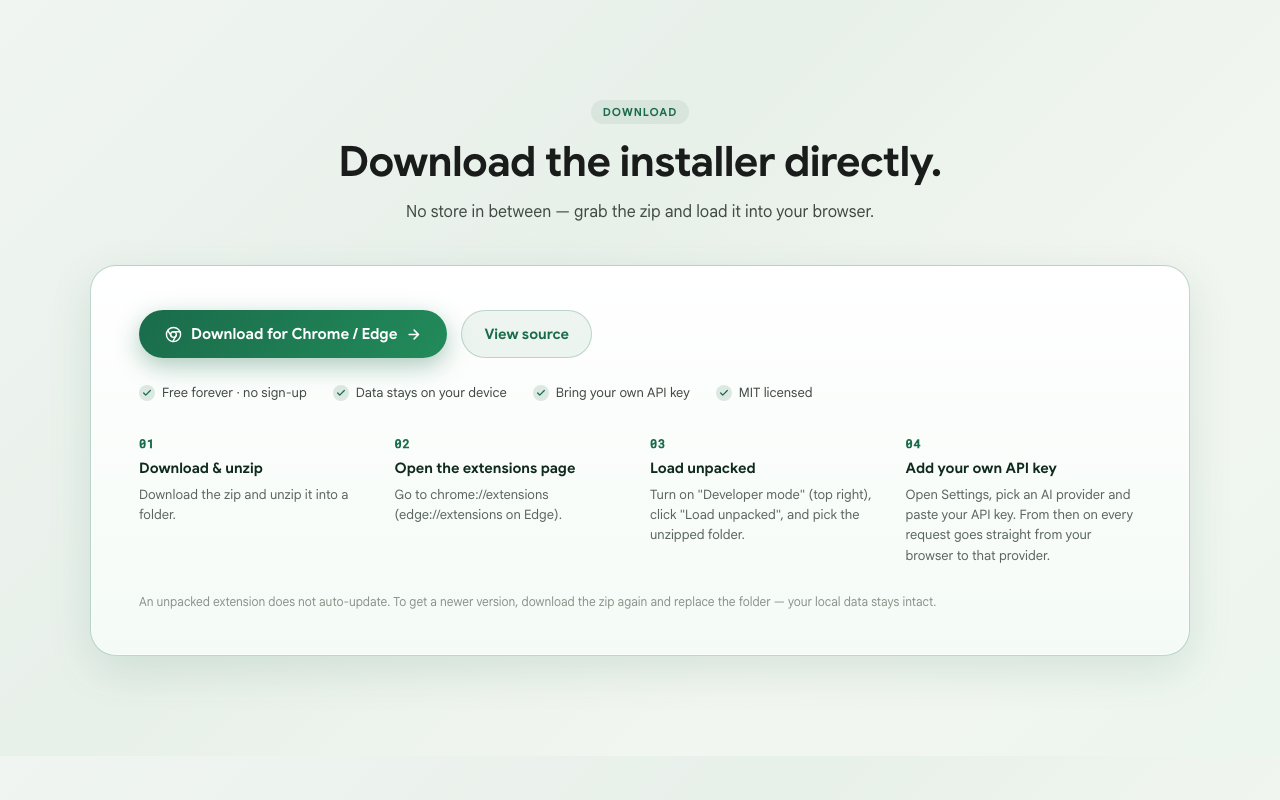 DOWNLOAD
Download the installer directly.
No store in between — grab the zip and load it into your browser.
Download for Chrome / Edge →
View source
Free forever · no sign-up
Data stays on your device
Bring your own API key
MIT licensed
01
Download & unzip
Download the zip and unzip it into a
folder.
02
Open the extensions page
Go to chrome://extensions
(edge://extensions on Edge).
03
Load unpacked
Turn on "Developer mode" (top right),
click "Load unpacked", and pick the
unzipped folder.
04
Add your own API key
Open Settings, pick an AI provider and
paste your API key. From then on every
request goes straight from your
browser to that provider.
An unpacked extension does not auto-update. To get a newer version, download the zip again and replace the folder — your local data stays intact.